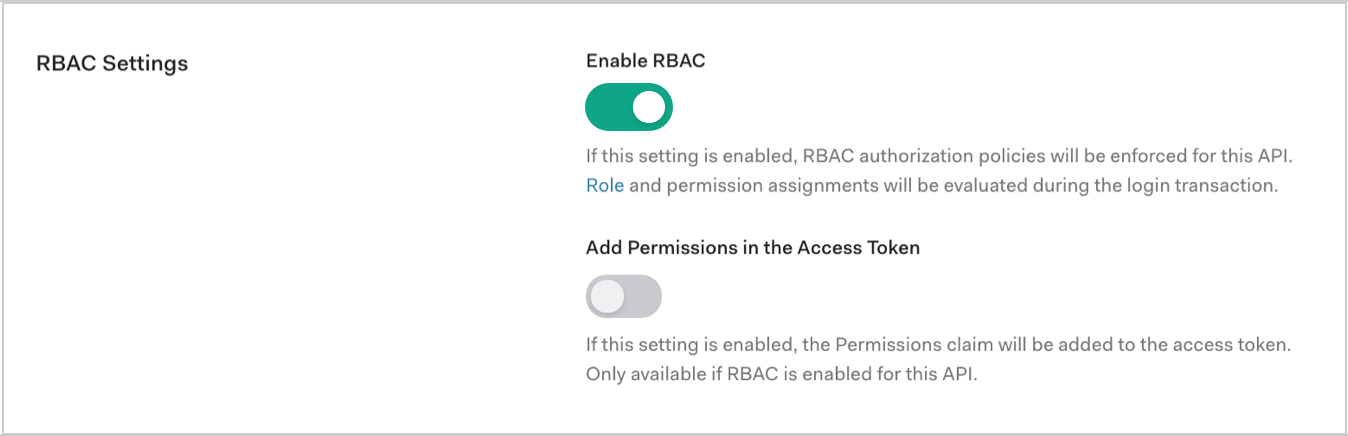 RBAC Settings
Enable RBAC
If this setting is enabled, RBAC authorization policies will be enforced for this API.
Role and permission assignments will be evaluated during the login transaction.
Add Permissions in the Access Token
If this setting is enabled, the Permissions claim will be added to the access token.
Only available if RBAC is enabled for this API.